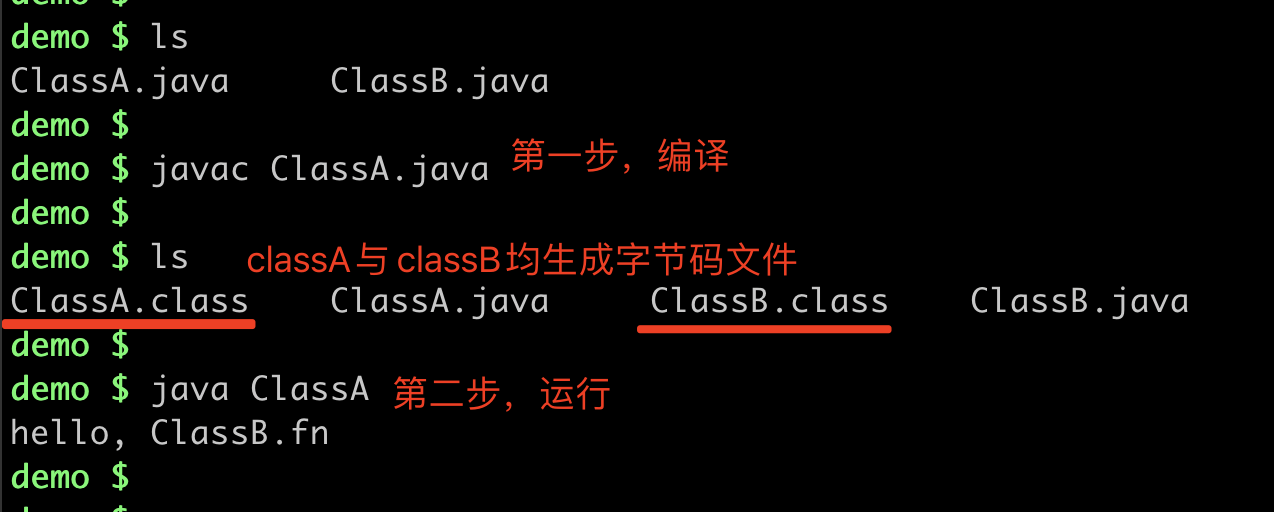 demo $
demo $ ls
ClassA.java ClassB.java
demo $
demo $ javac ClassA.java 第一步，编译
demo $
demo $ ls classA与 classB均生成字节码文件
ClassA.class ClassA.java ClassB.class ClassB.java
demo $
demo $ java ClassA 第二步，运行
hello, ClassB.fn
demo $